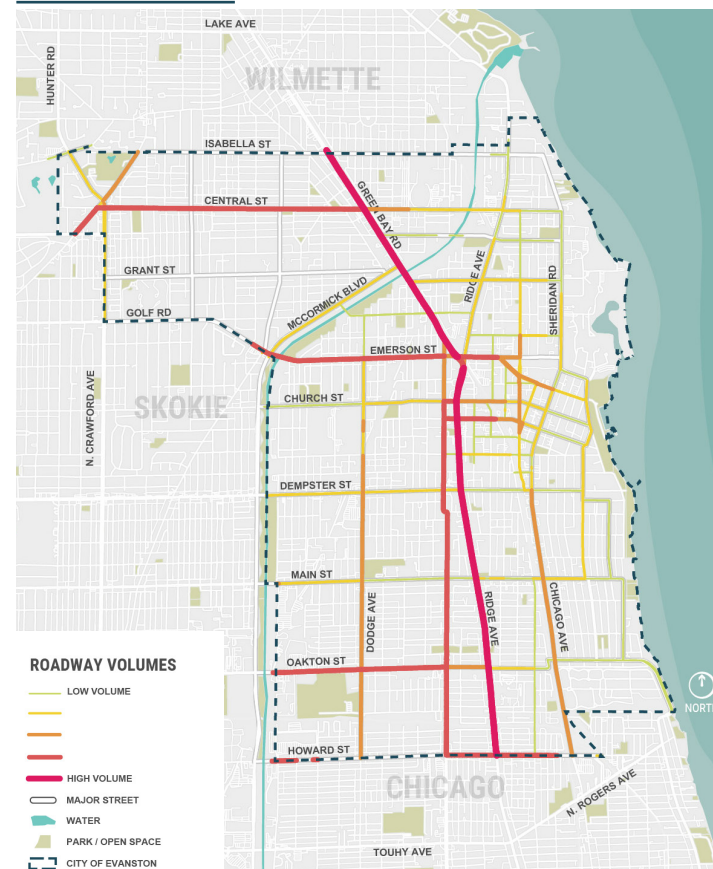 LAKE AVE
HUNTER RD
WILMETTE
ISABELLA ST
CENTRAL ST
GREEN BAY RD
GRANT ST
RIDGE AVE
SHERIDAN RD
MCCORMICK BLVD
GOLF RD
EMERSON ST
N. CRAWFORD AVE
SKOKIE
CHURCH ST
DEMPSTER ST
MAIN ST
DODGE AVE
RIDGE AVE
CHICAGO AVE
OAKTON ST
NORTH
HOWARD ST
CHICAGO
N. ROGERS AVE
TOUHY AVE
ROADWAY VOLUMES
LOW VOLUME
HIGH VOLUME
MAJOR STREET
WATER
PARK / OPEN SPACE
CITY OF EVANSTON